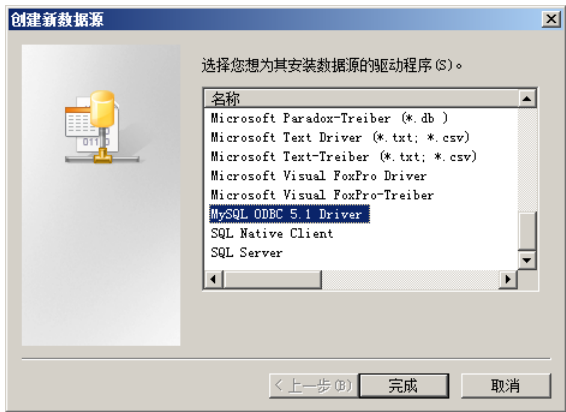 创建新数据源
选择您想为其安装数据源的驱动程序(S)。
名称
Microsoft Paradox-Treiber (*.db )
Microsoft Text Driver (*.txt; *.csv)
Microsoft Text-Treiber (*.txt; *.csv)
Microsoft Visual FoxPro Driver
Microsoft Visual FoxPro-Treiber
MySQL ODBC 5.1 Driver
SQL Native Client
SQL Server
01110
<上一步(B)
完成
取消